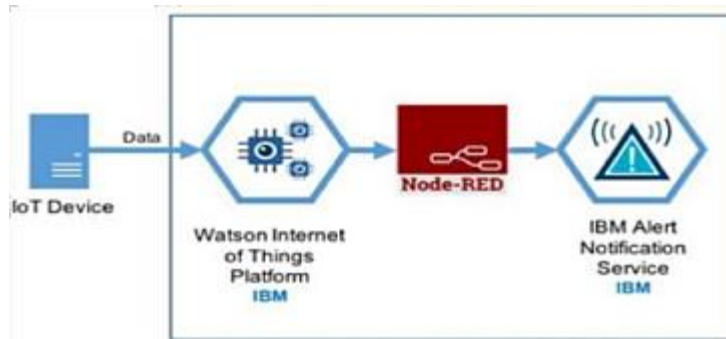 Data
IoT Device
Watson Internet
of Things
Platform
IBM
Node-RED
IBM Alert
Notification
Service
IBM